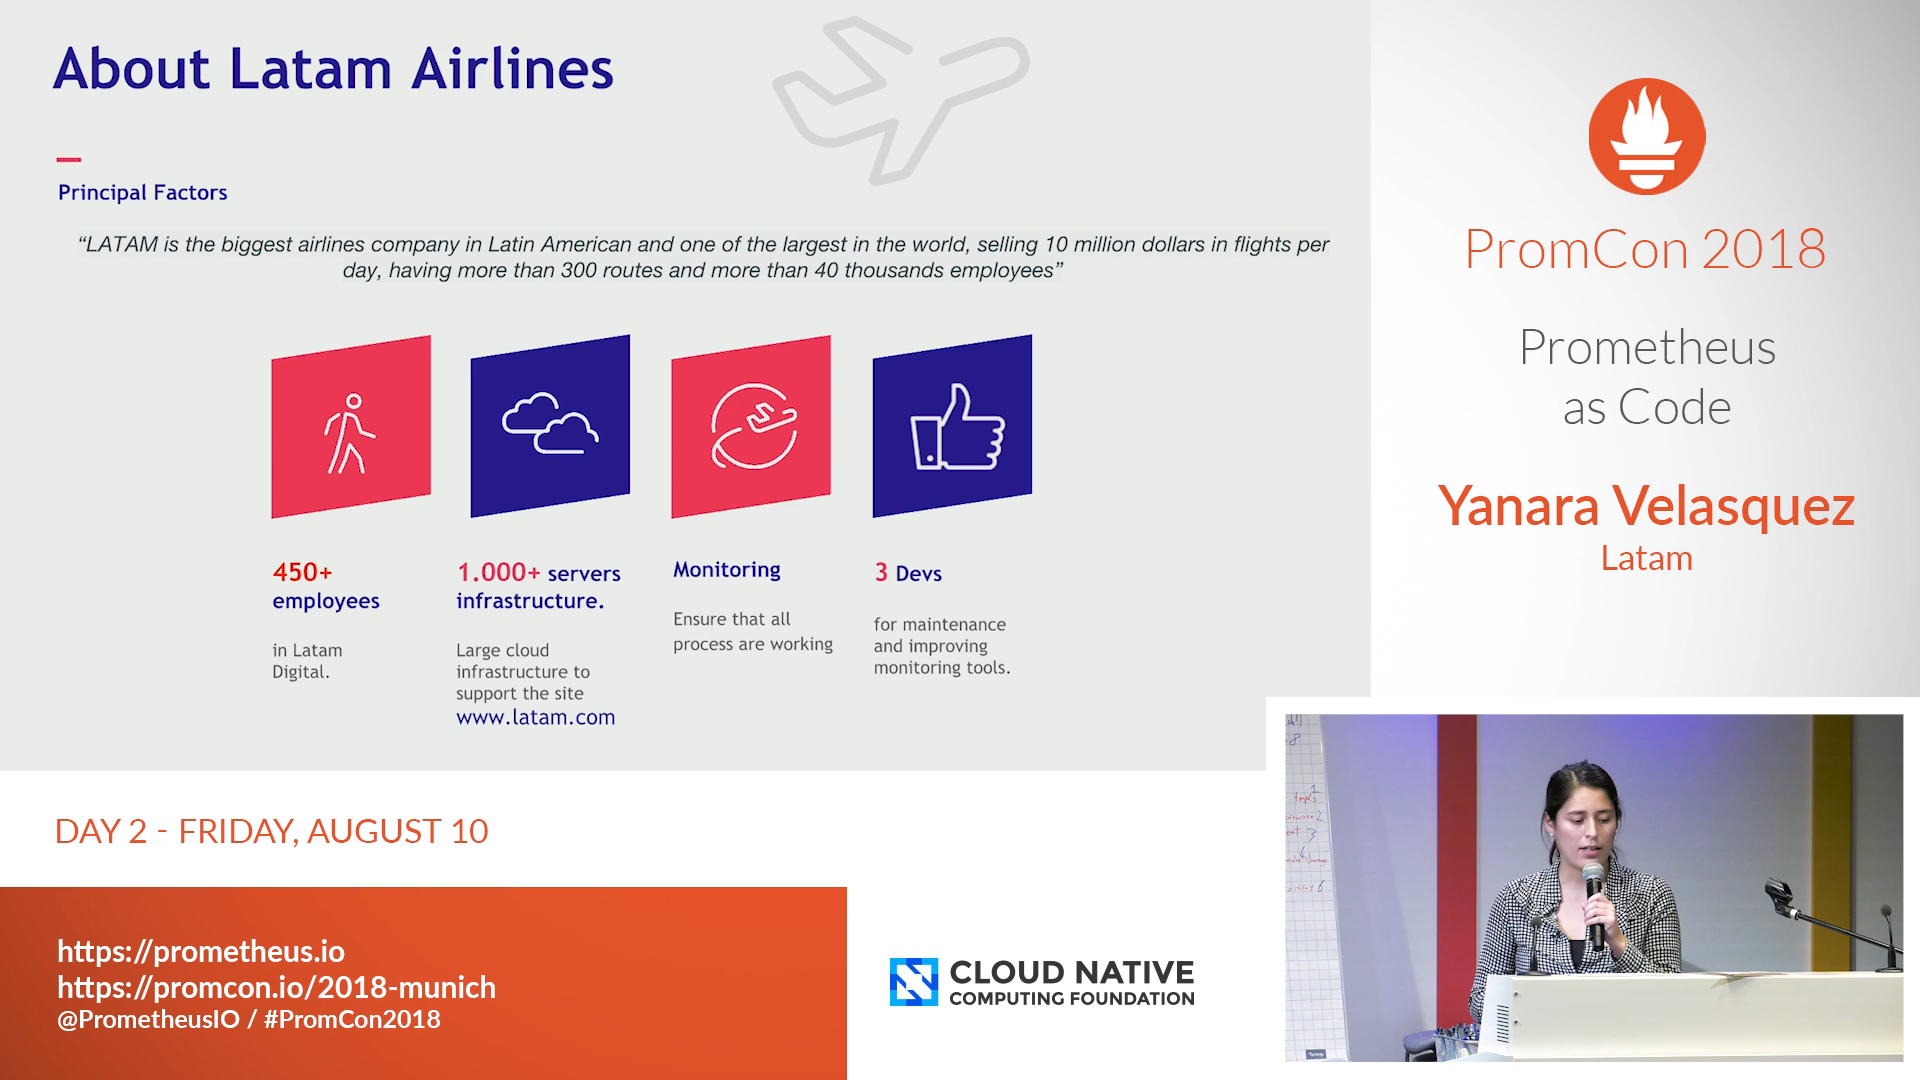 About Latam Airlines
Principal Factors
“LATAM is the biggest airlines company in Latin American and one of the largest in the world, selling 10 million dollars in flights per
day, having more than 300 routes and more than 40 thousands employees”
450+
employees
in Latam
Digital.
1.000+ servers
infrastructure.
Large cloud
infrastructure to
support the site
www.latam.com
Monitoring
Ensure that all
process are working
3 Devs
for maintenance
and improving
monitoring tools.
PromCon 2018
Prometheus
as Code
Yanara Velasquez
Latam
DAY 2 - FRIDAY, AUGUST 10
https://prometheus.io
https://promcon.io/2018-munich
@PrometheusIO / #PromCon2018
CLOUD NATIVE
COMPUTING FOUNDATION